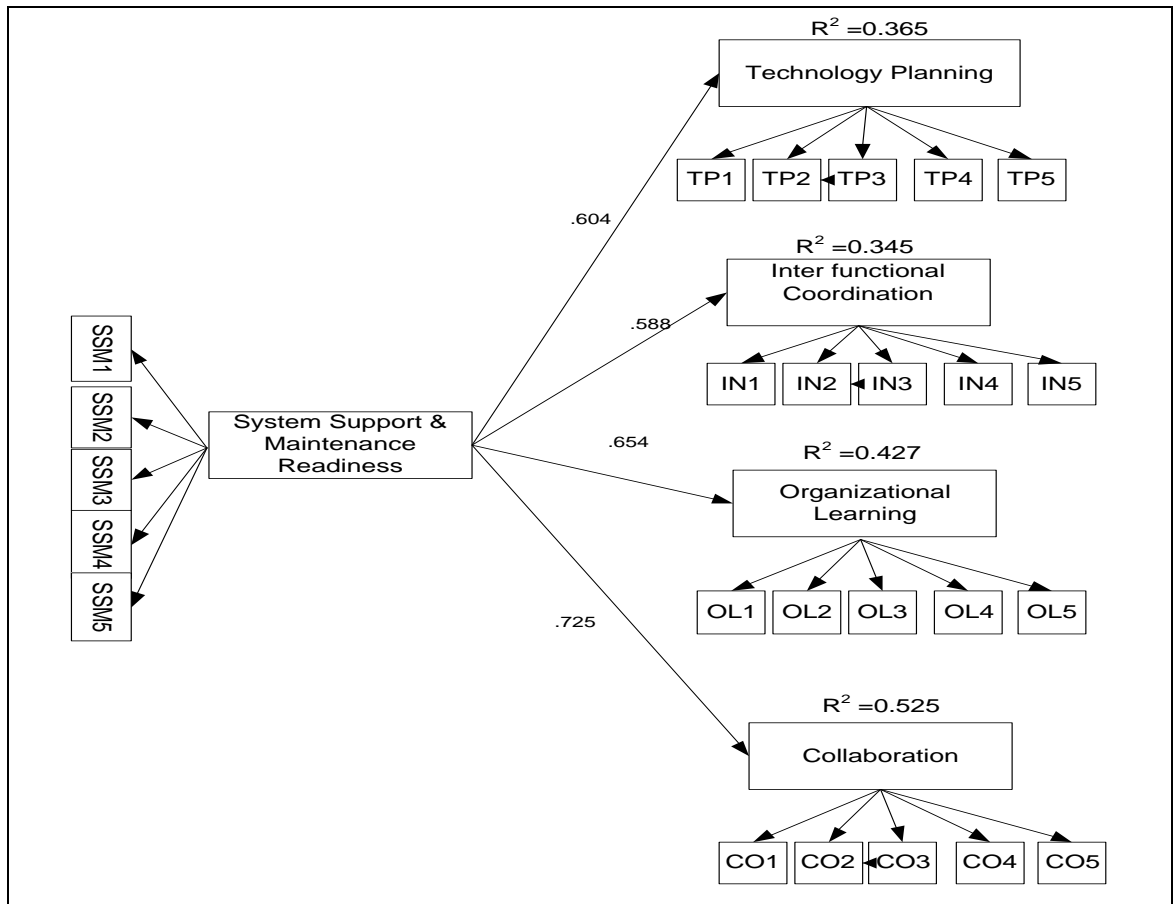 R² =0.365
Technology Planning
TP1 TP2 TP3 TP4 TP5
.604
R² =0.345
Inter functional
Coordination
.588
IN1 IN2 IN3 IN4 IN5
SSM1
SSM2
SSM3
SSM4
SSM5
System Support &
Maintenance
Readiness
.654
R² =0.427
Organizational
Learning
OL1 OL2 OL3 OL4 OL5
.725
R² =0.525
Collaboration
CO1 CO2 CO3 CO4 CO5